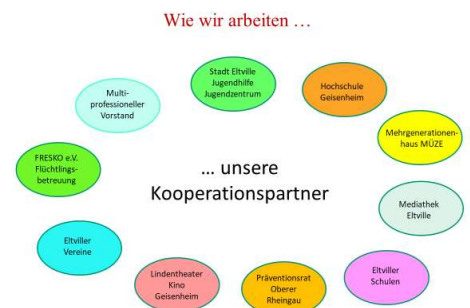 Wie wir arbeiten …
Stadt Eltville
Jugendhilfe
Jugendzentrum
Hochschule
Geisenheim
Multi-
professioneller
Vorstand
Mehrgenerationen-
haus MÜZE
FRESKO e.V.
Flüchtlings-
betreuung
… unsere
Kooperationspartner
Mediathek
Eltville
Eltviller
Vereine
Lindentheater
Kino
Geisenheim
Präventionsrat
Oberer
Rheingau
Eltviller
Schulen